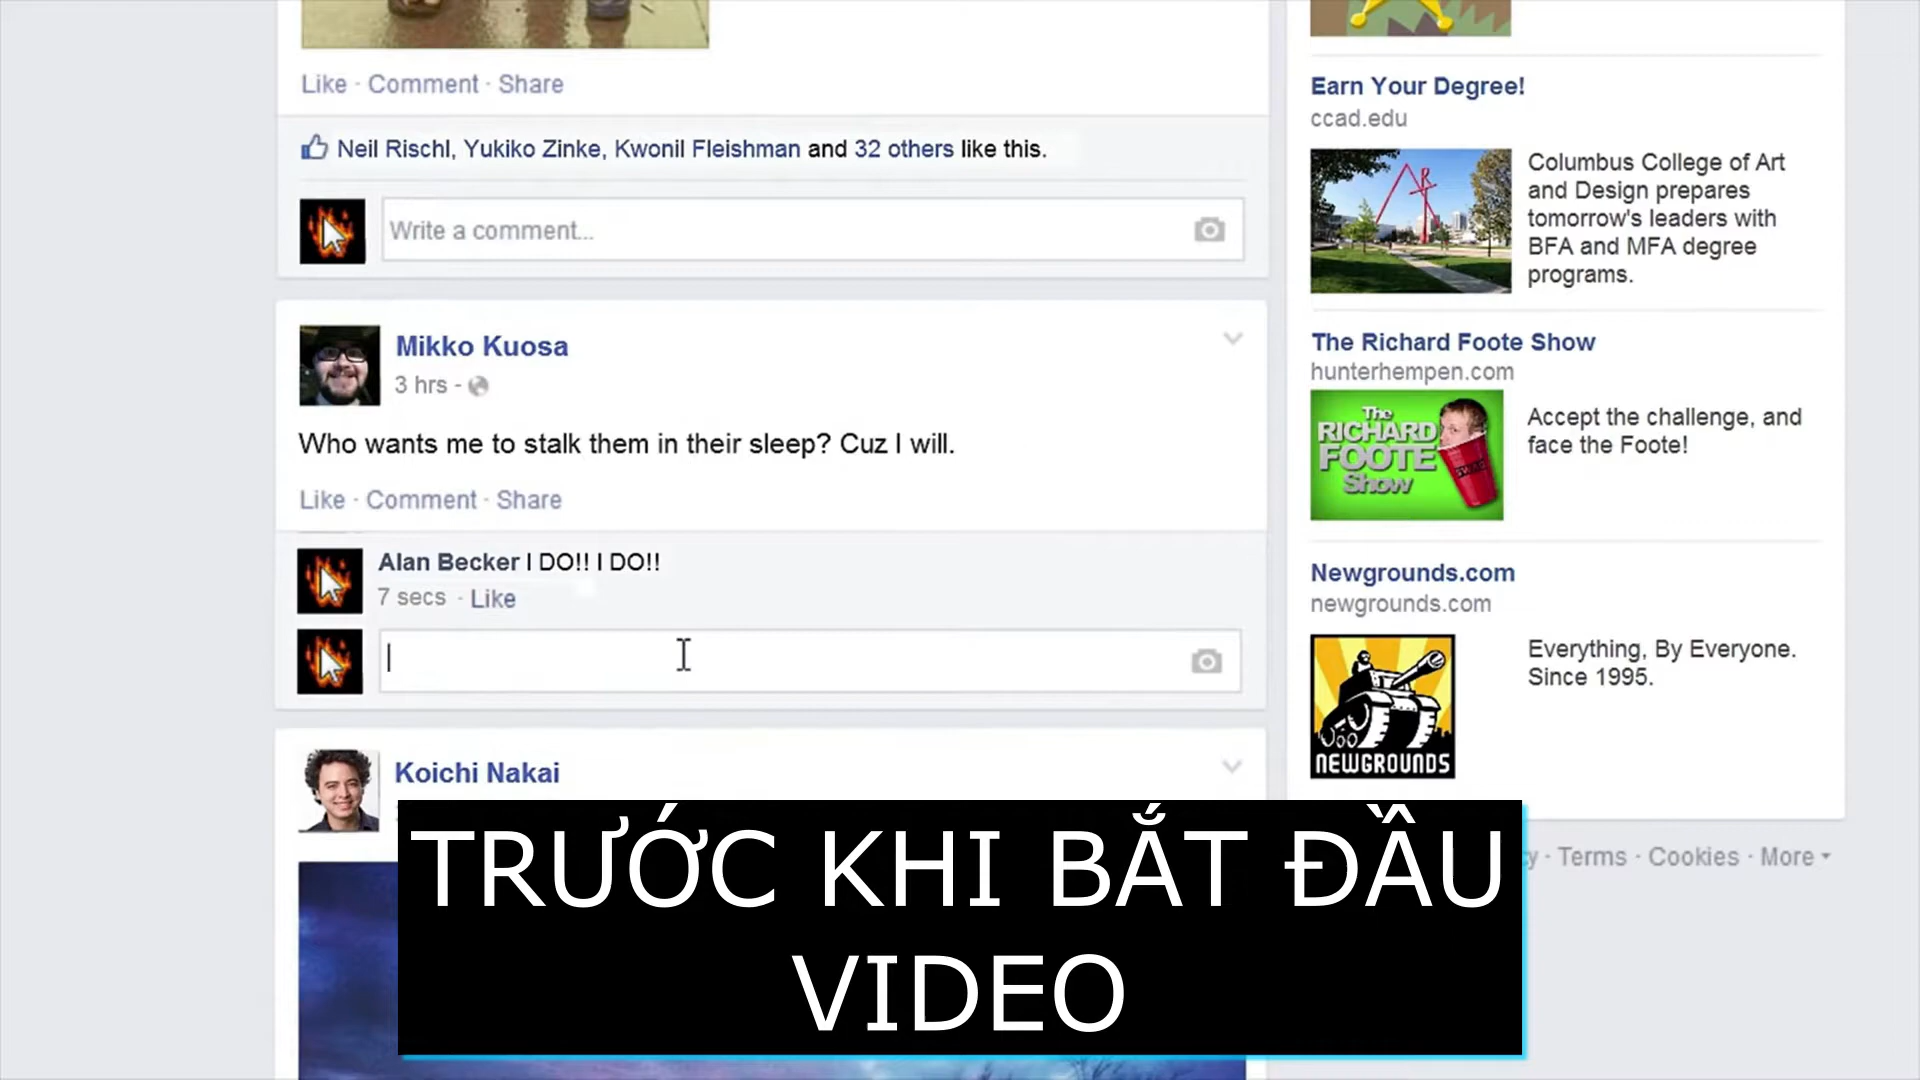 Like · Comment · Share
Neil Rischl, Yukiko Zinke, Kwonil Fleishman and 32 others like this.
Write a comment...
Mikko Kuosa
3 hrs -
Who wants me to stalk them in their sleep? Cuz I will.
Like · Comment · Share
Alan Becker I DO!! I DO!!
7 secs · Like
Koichi Nakai
TRƯỚC KHI BẮT ĐẦU
VIDEO
Earn Your Degree!
ccad.edu
Columbus College of Art
and Design prepares
tomorrow's leaders with
BFA and MFA degree
programs.
The Richard Foote Show
hunterhempen.com
The
RICHARD
FOOTE
Show
Accept the challenge, and
face the Foote!
Newgrounds.com
newgrounds.com
NEWGROUNDS
Everything, By Everyone.
Since 1995.
· Terms · Cookies · More